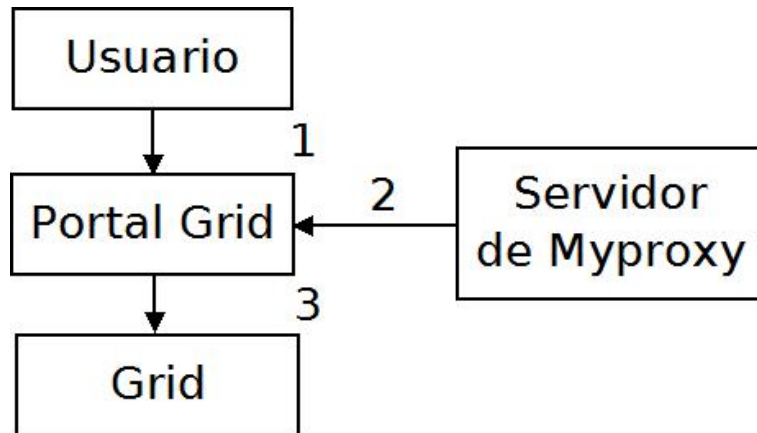 Usuario
1
Portal Grid
2
Servidor
de Myproxy
3
Grid